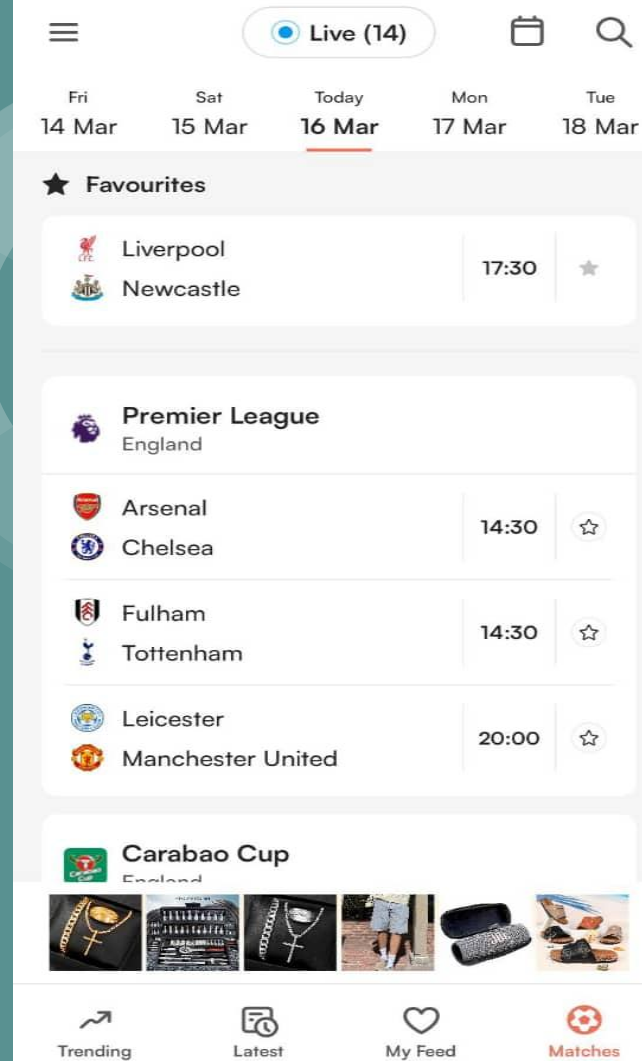 Live (14)
Fri Sat Today Mon Tue
14 Mar 15 Mar 16 Mar 17 Mar 18 Mar
Favourites
Liverpool
Newcastle
17:30
Premier League
England
Arsenal
Chelsea
14:30
Fulham
Tottenham
14:30
Leicester
Manchester United
20:00
Carabao Cup
England
JBL
Trending Latest My Feed Matches